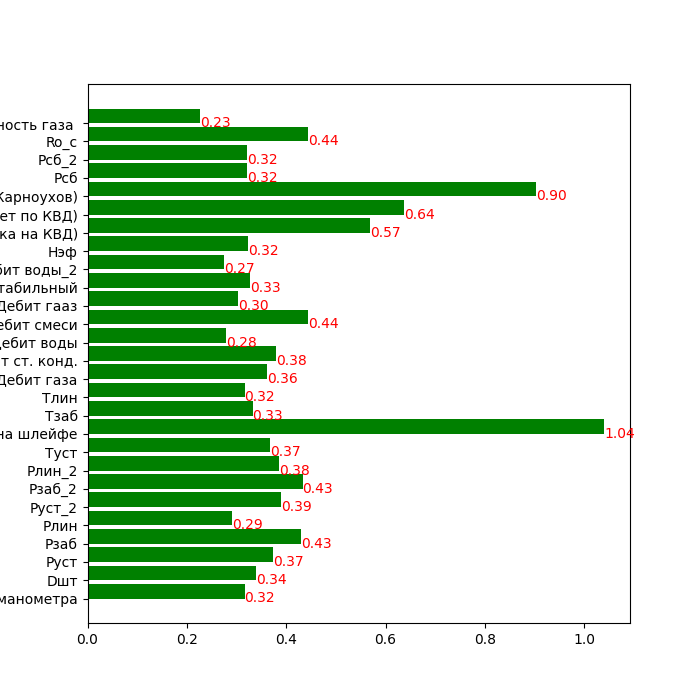 ность газа
0.23
Ro_c
0.44
Рсб_2
0.32
Рсб
0.32
Карноухов)
0.90
ет по КВД)
0.64
ка на КВД)
0.57
Нэф
0.32
бит воды_2
0.27
табильный
0.33
Дебит гааз
0.30
ебит смеси
0.44
дебит воды
0.28
т ст. конд.
0.38
Дебит газа
0.36
Тлин
0.32
Тзаб
0.33
на шлейфе
1.04
Туст
0.37
Рлин_2
0.38
Рзаб_2
0.43
Руст_2
0.39
Рлин
0.29
Рзаб
0.43
Руст
0.37
Dшт
0.34
манометра
0.32
0.0 0.2 0.4 0.6 0.8 1.0